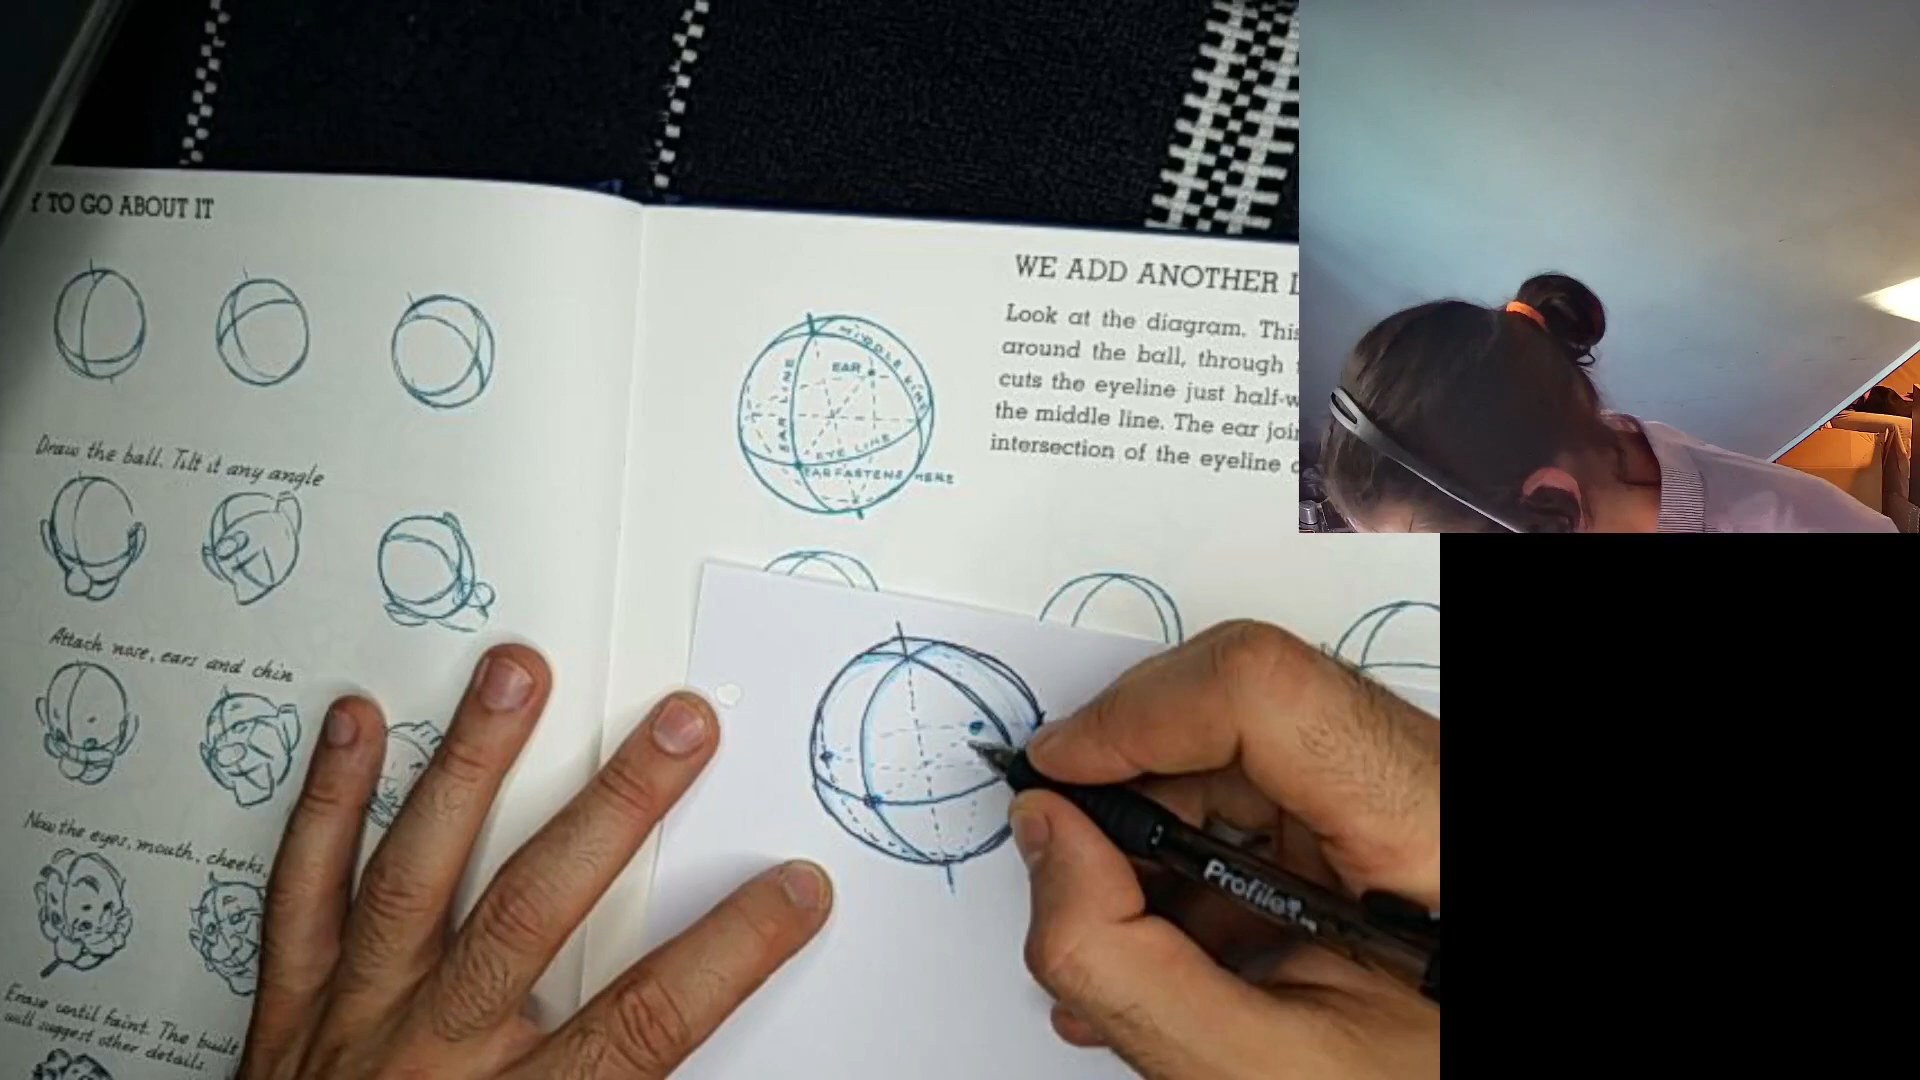 Y TO GO ABOUT IT
Draw the ball. Tilt it any angle
Attach nose, ears and chin
Now the eyes, mouth, cheeks,
Erase until faint. The built
will suggest other details.
WE ADD ANOTHER
Look at the diagram. This
around the ball, through
cuts the eyeline just half-w
the middle line. The ear join
intersection of the eyeline
MIDDLE LINE
EAR
EAR LINE
EYE LINE
EAR FASTENS HERE
Profile